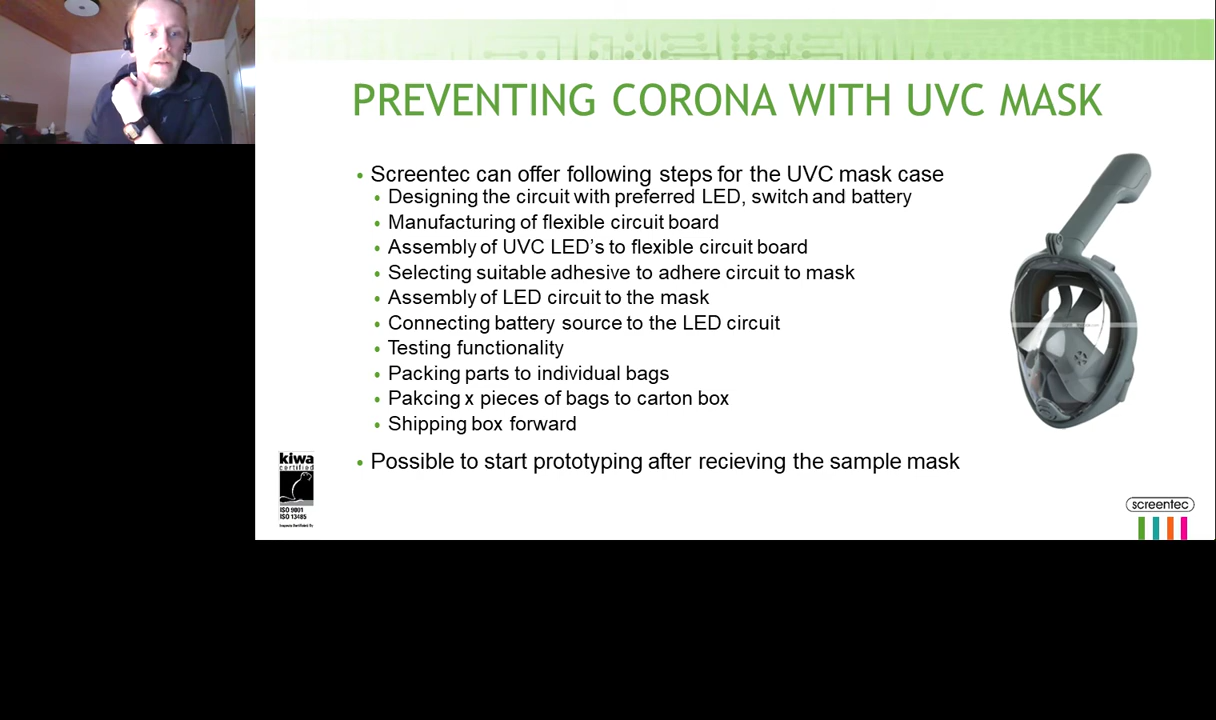 PREVENTING CORONA WITH UVC MASK
• Screentec can offer following steps for the UVC mask case
• Designing the circuit with preferred LED, switch and battery
• Manufacturing of flexible circuit board
• Assembly of UVC LED’s to flexible circuit board
• Selecting suitable adhesive to adhere circuit to mask
• Assembly of LED circuit to the mask
• Connecting battery source to the LED circuit
• Testing functionality
• Packing parts to individual bags
• Pakcing x pieces of bags to carton box
• Shipping box forward
• Possible to start prototyping after recieving the sample mask
kiwa
certified
ISO 9001
ISO 13485
screentec